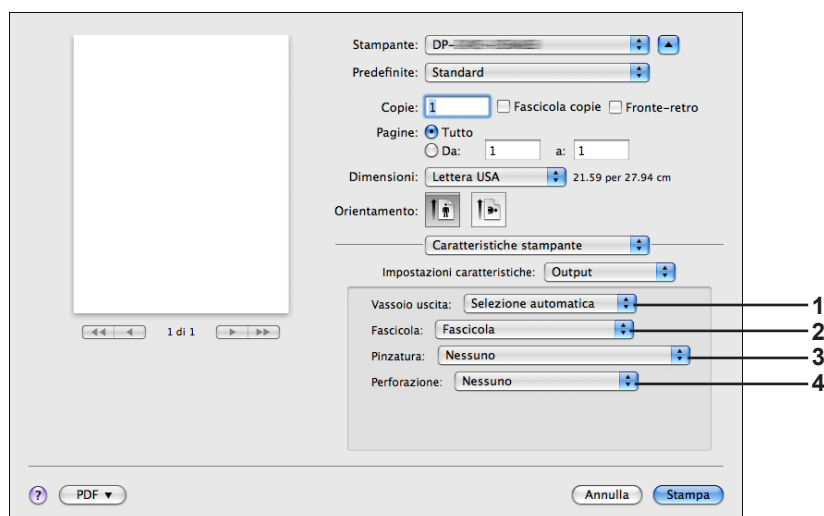 Stampante: DP-
Predefinite: Standard
Copie: 1 Fascicola copie Fronte-retro
Pagine: Tutto
Da: 1 a: 1
Dimensioni: Lettera USA 21.59 per 27.94 cm
Orientamento:
Caratteristiche stampante
Impostazioni caratteristiche: Output
Vassoio uscita: Selezione automatica 1
Fascicola: Fascicola 2
Pinzatura: Nessuno 3
Perforazione: Nessuno 4
1 di 1
? PDF ▼ Annulla Stampa